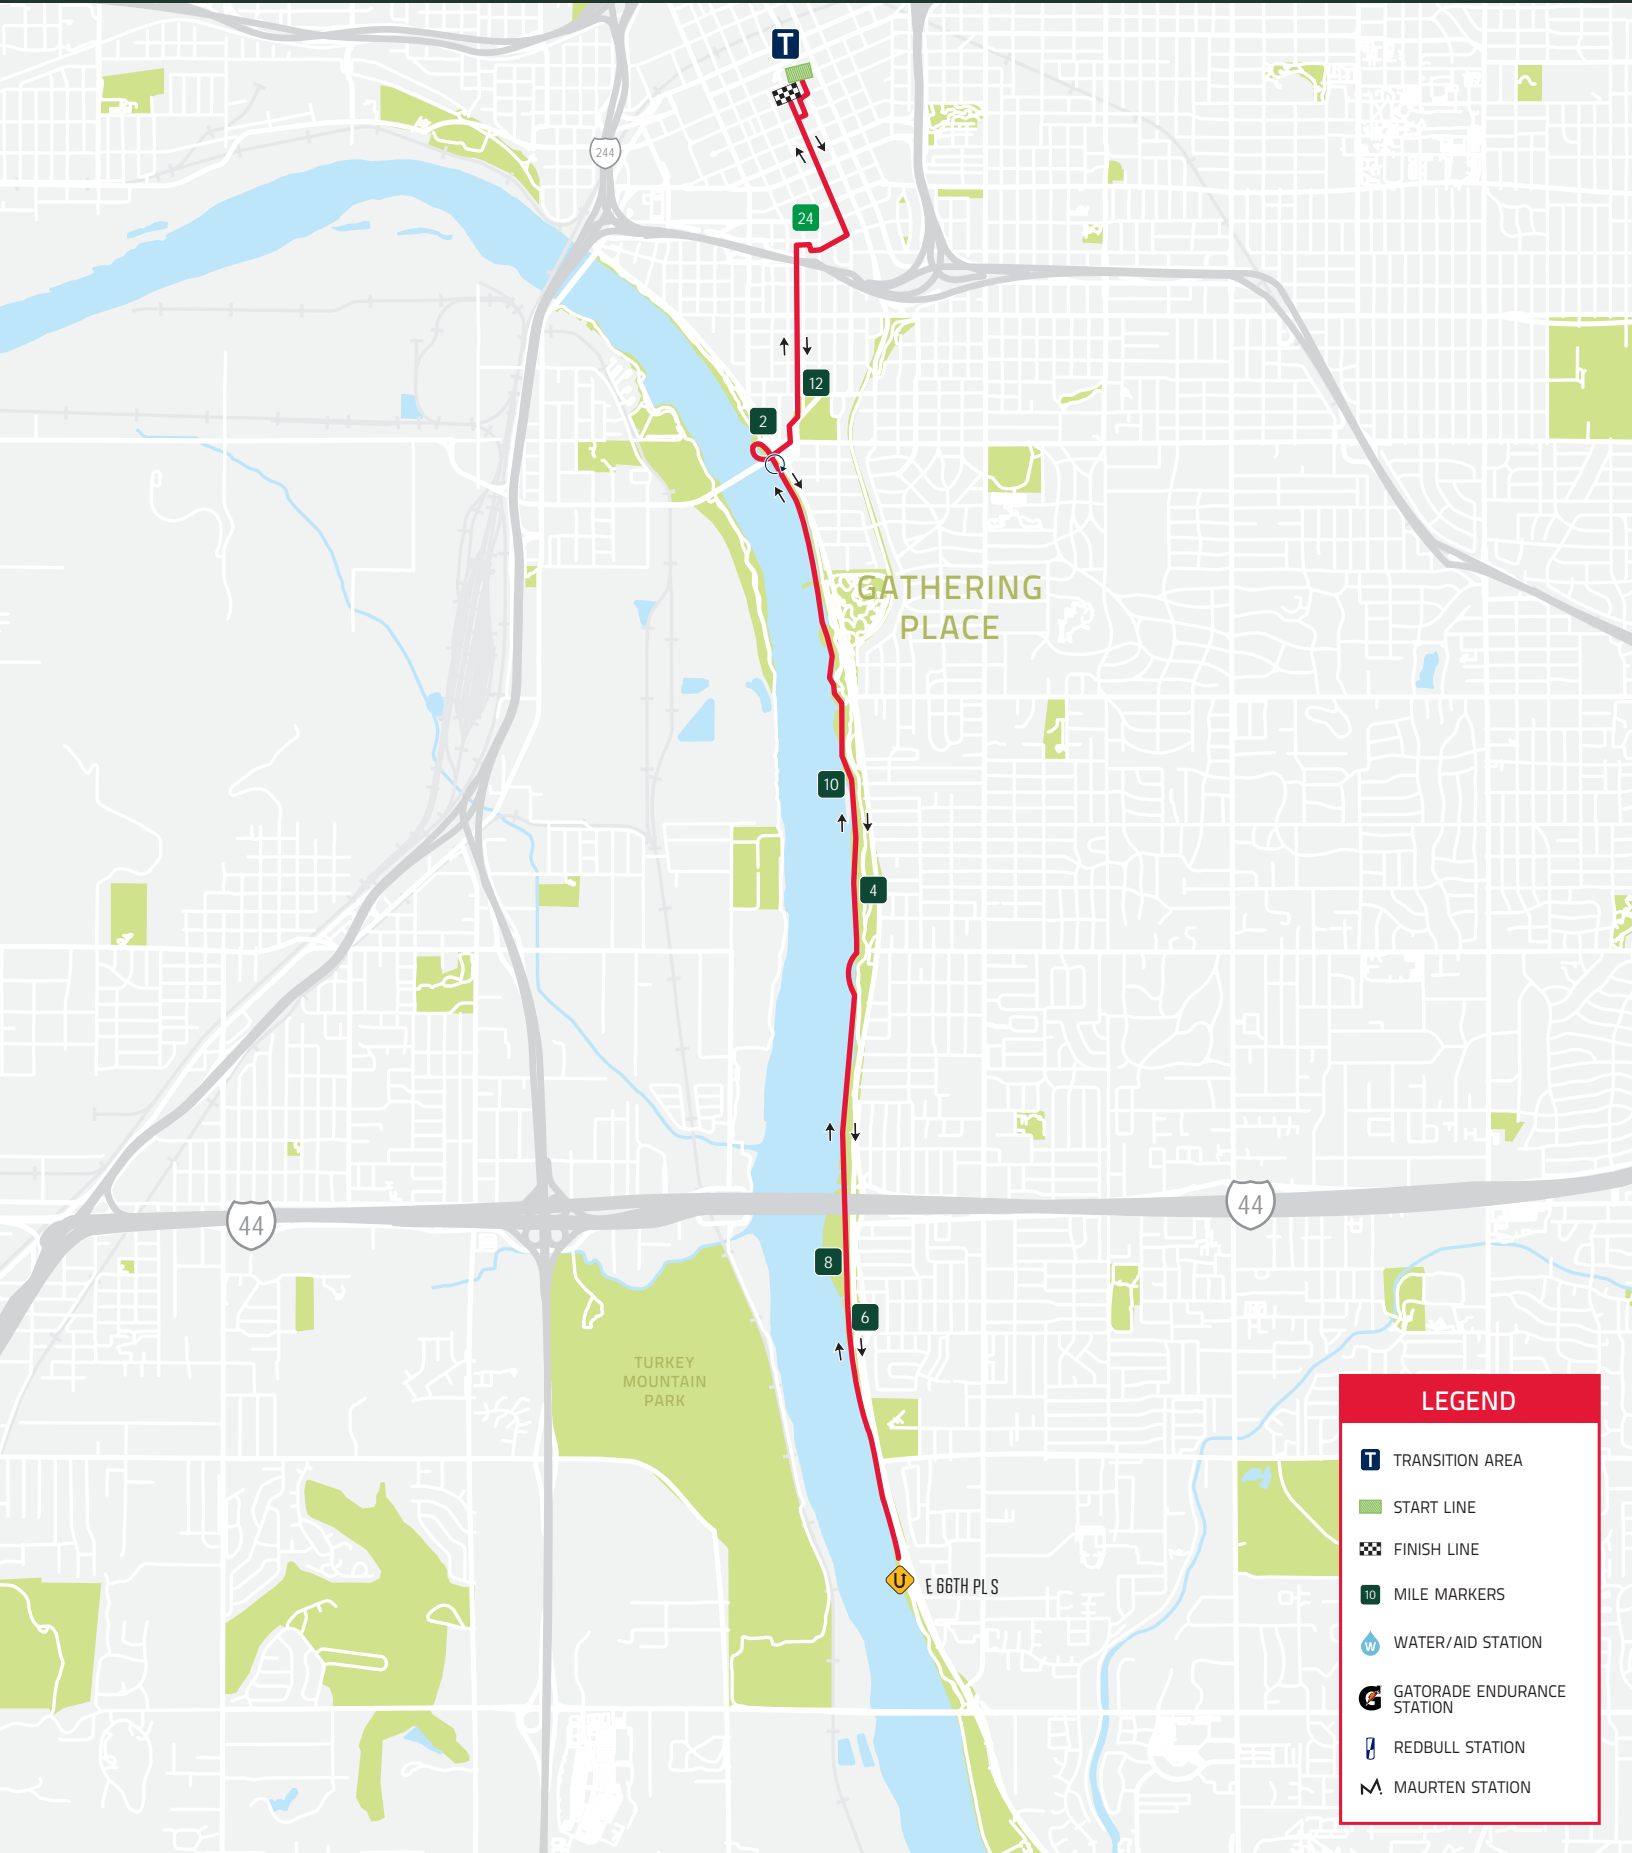 T
244
24
12
2
GATHERING
PLACE
10
4
44
44
8
6
TURKEY
MOUNTAIN
PARK
E 66TH PL S
LEGEND
T TRANSITION AREA
START LINE
FINISH LINE
10 MILE MARKERS
W WATER/AID STATION
G GATORADE ENDURANCE
STATION
REDBULL STATION
MAURTEN STATION